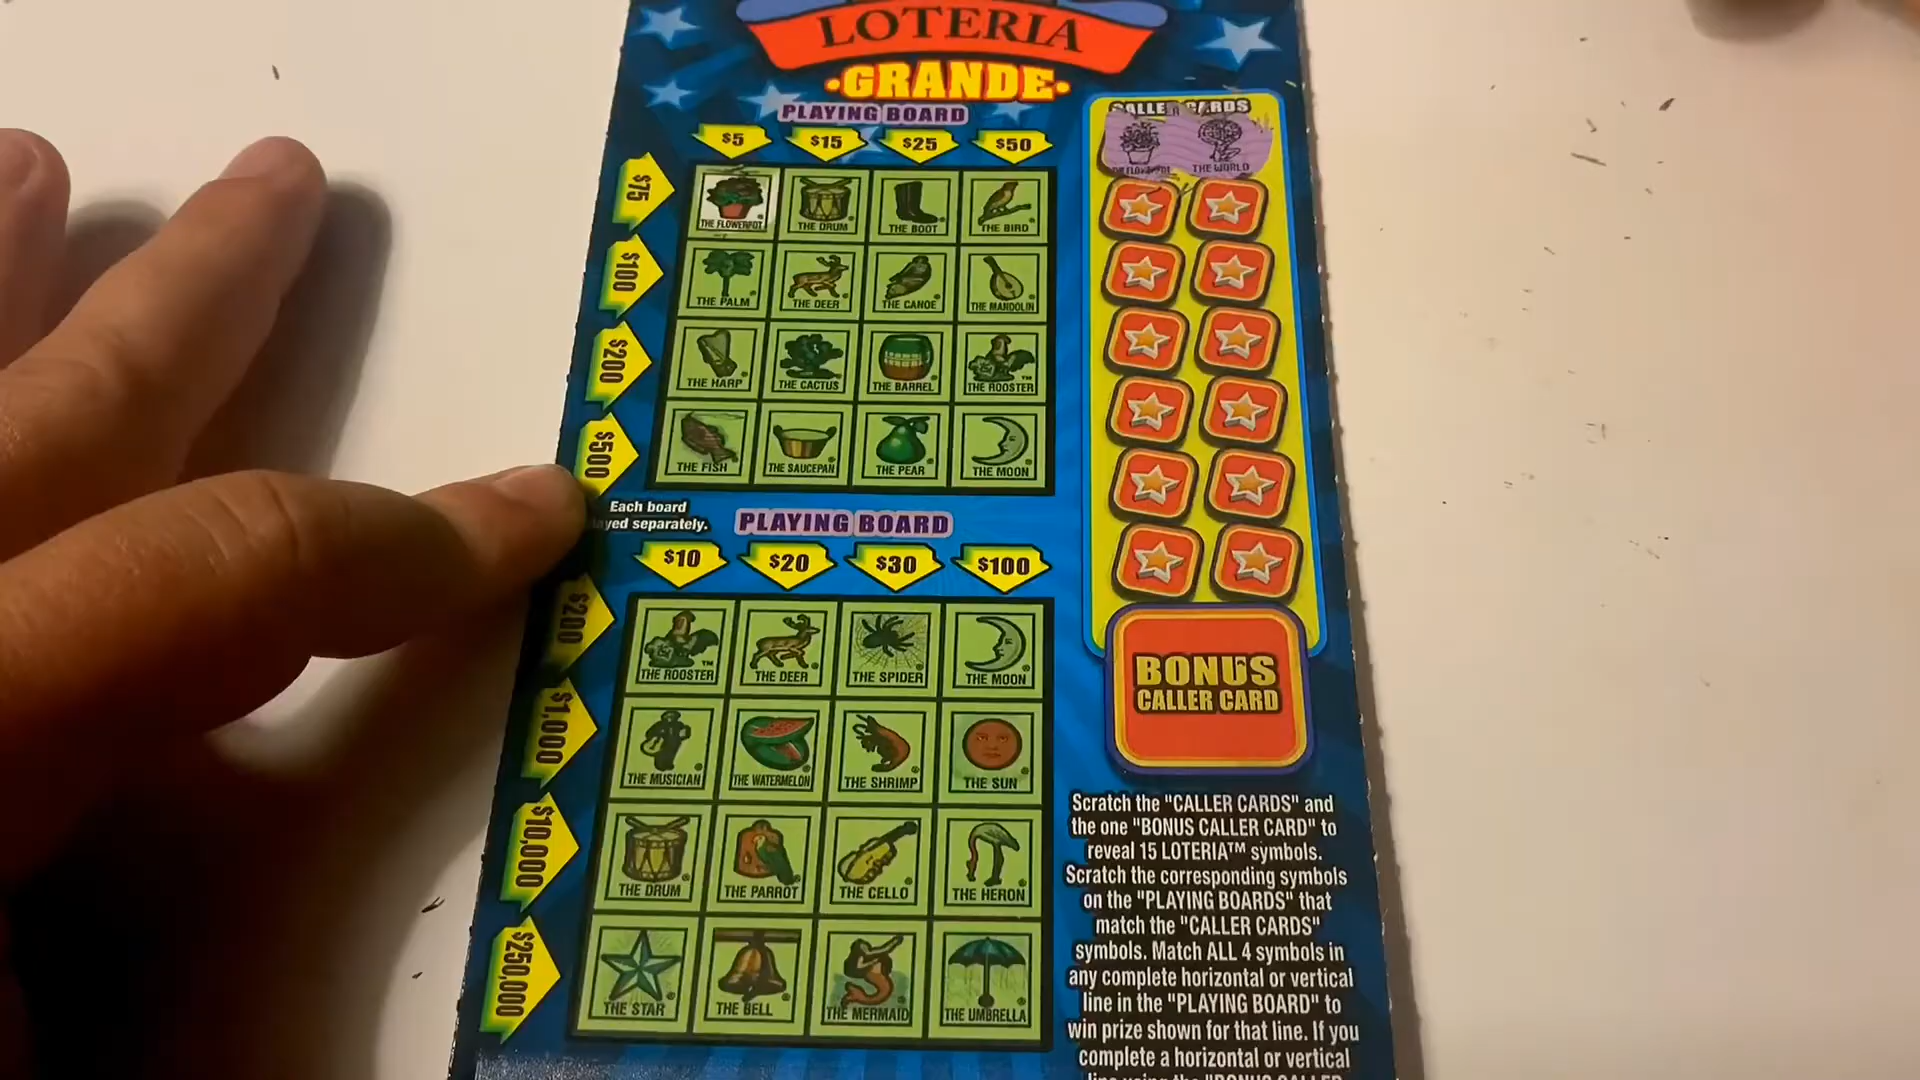 LOTERIA
GRANDE
PLAYING BOARD
$5 $15 $25 $50
$75
THE FLOWERPOT THE DRUM THE BOOT THE BIRD
$100
THE PALM THE DEER THE CANOE THE MANDOLIN
$200
THE HARP THE CACTUS THE BARREL THE ROOSTER™
$500
THE FISH THE SAUCEPAN THE PEAR THE MOON
Each board
separately.
PLAYING BOARD
$10 $20 $30 $100
$200
THE ROOSTER™ THE DEER THE SPIDER THE MOON
$1,000
THE MUSICIAN THE WATERMELON THE SHRIMP THE SUN
$10,000
THE DRUM THE PARROT THE CELLO THE HERON
$250,000
THE STAR THE BELL THE MERMAID THE UMBRELLA
CALLER CARDS
THE WORLD
BONUS
CALLER CARD
Scratch the "CALLER CARDS" and
the one "BONUS CALLER CARD" to
reveal 15 LOTERIA™ symbols.
Scratch the corresponding symbols
on the "PLAYING BOARDS" that
match the "CALLER CARDS"
symbols. Match ALL 4 symbols in
any complete horizontal or vertical
line in the "PLAYING BOARD" to
win prize shown for that line. If you
complete a horizontal or vertical